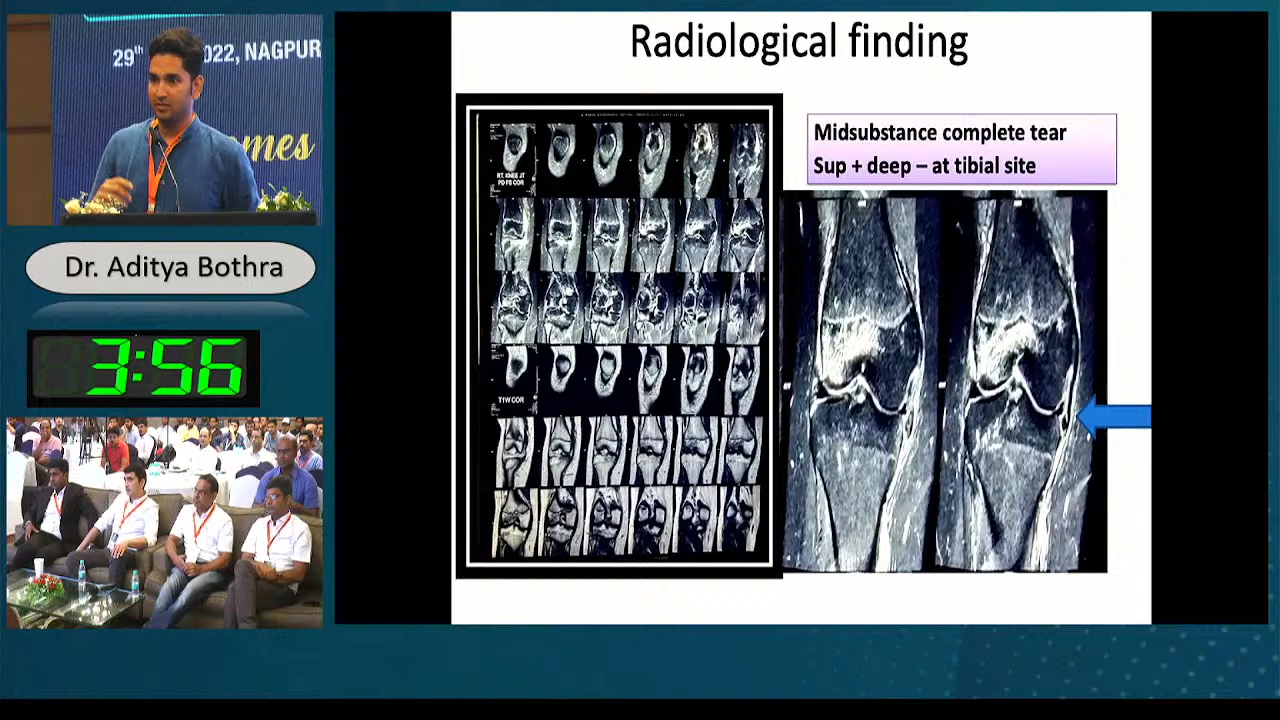 29th 2022, NAGPUR
mes
Dr. Aditya Bothra
3:56
Radiological finding
Midsubstance complete tear
Sup + deep – at tibial site
RT. KNEE JT
PD FS COR
T1W COR